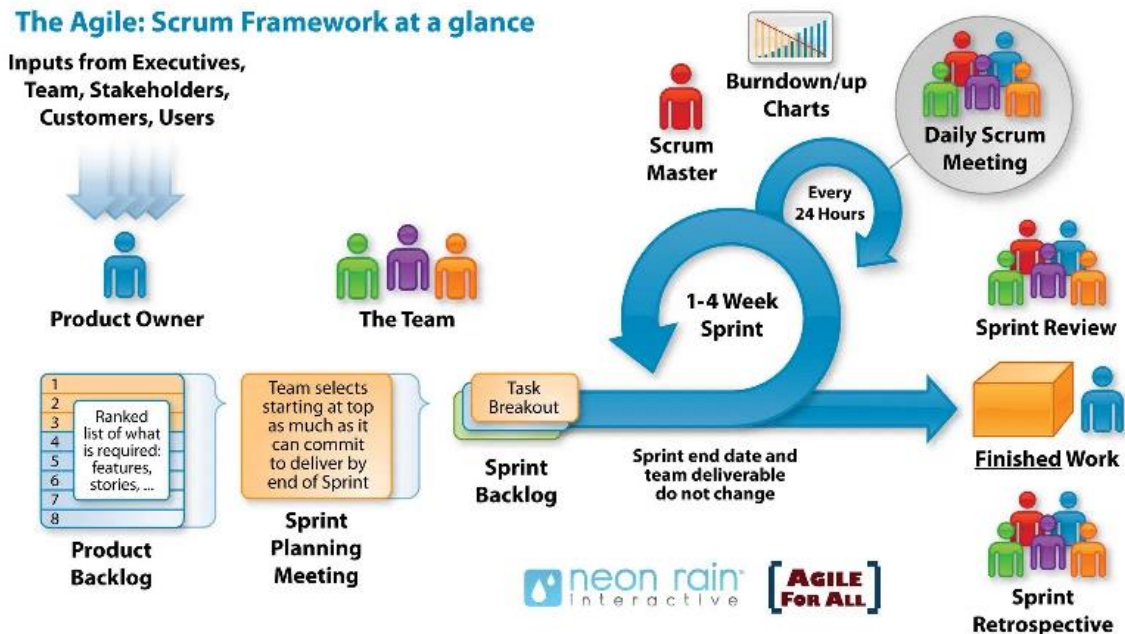 The Agile: Scrum Framework at a glance
Inputs from Executives,
Team, Stakeholders,
Customers, Users
Product Owner
The Team
Scrum
Master
Burndown/up
Charts
Daily Scrum
Meeting
Every
24 Hours
1-4 Week
Sprint
Sprint Review
1
2
3
4
5
6
7
8
Ranked
list of what
is required:
features,
stories, ...
Product
Backlog
Team selects
starting at top
as much as it
can commit
to deliver by
end of Sprint
Sprint
Planning
Meeting
Task
Breakout
Sprint
Backlog
Sprint end date and
team deliverable
do not change
Finished Work
Sprint
Retrospective
neon rain™
interactive
AGILE
FOR ALL